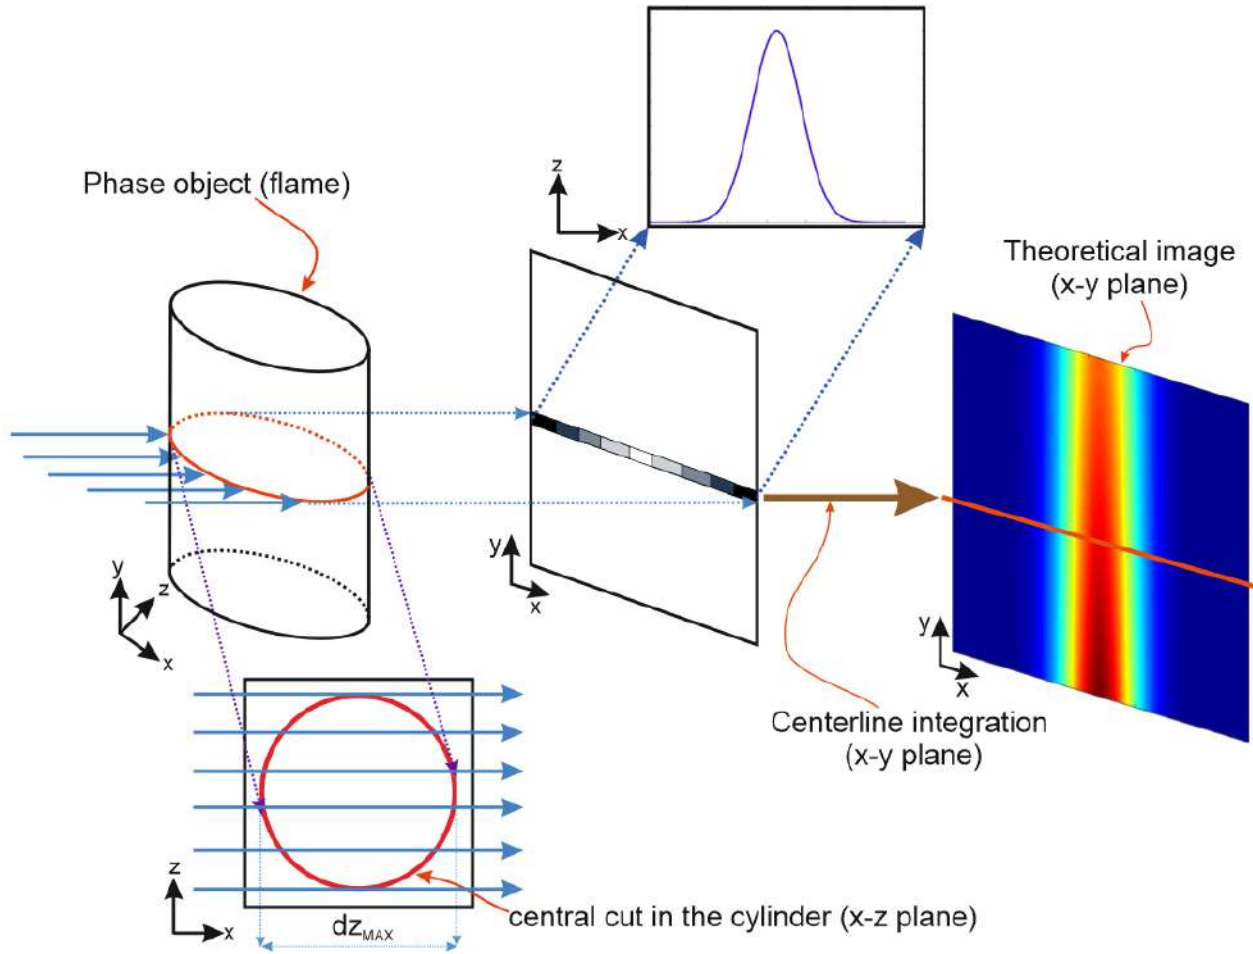 Phase object (flame)
z
x
Theoretical image
(x-y plane)
y
z
x
y
x
y
x
Centerline integration
(x-y plane)
z
x
dzMAX
central cut in the cylinder (x-z plane)